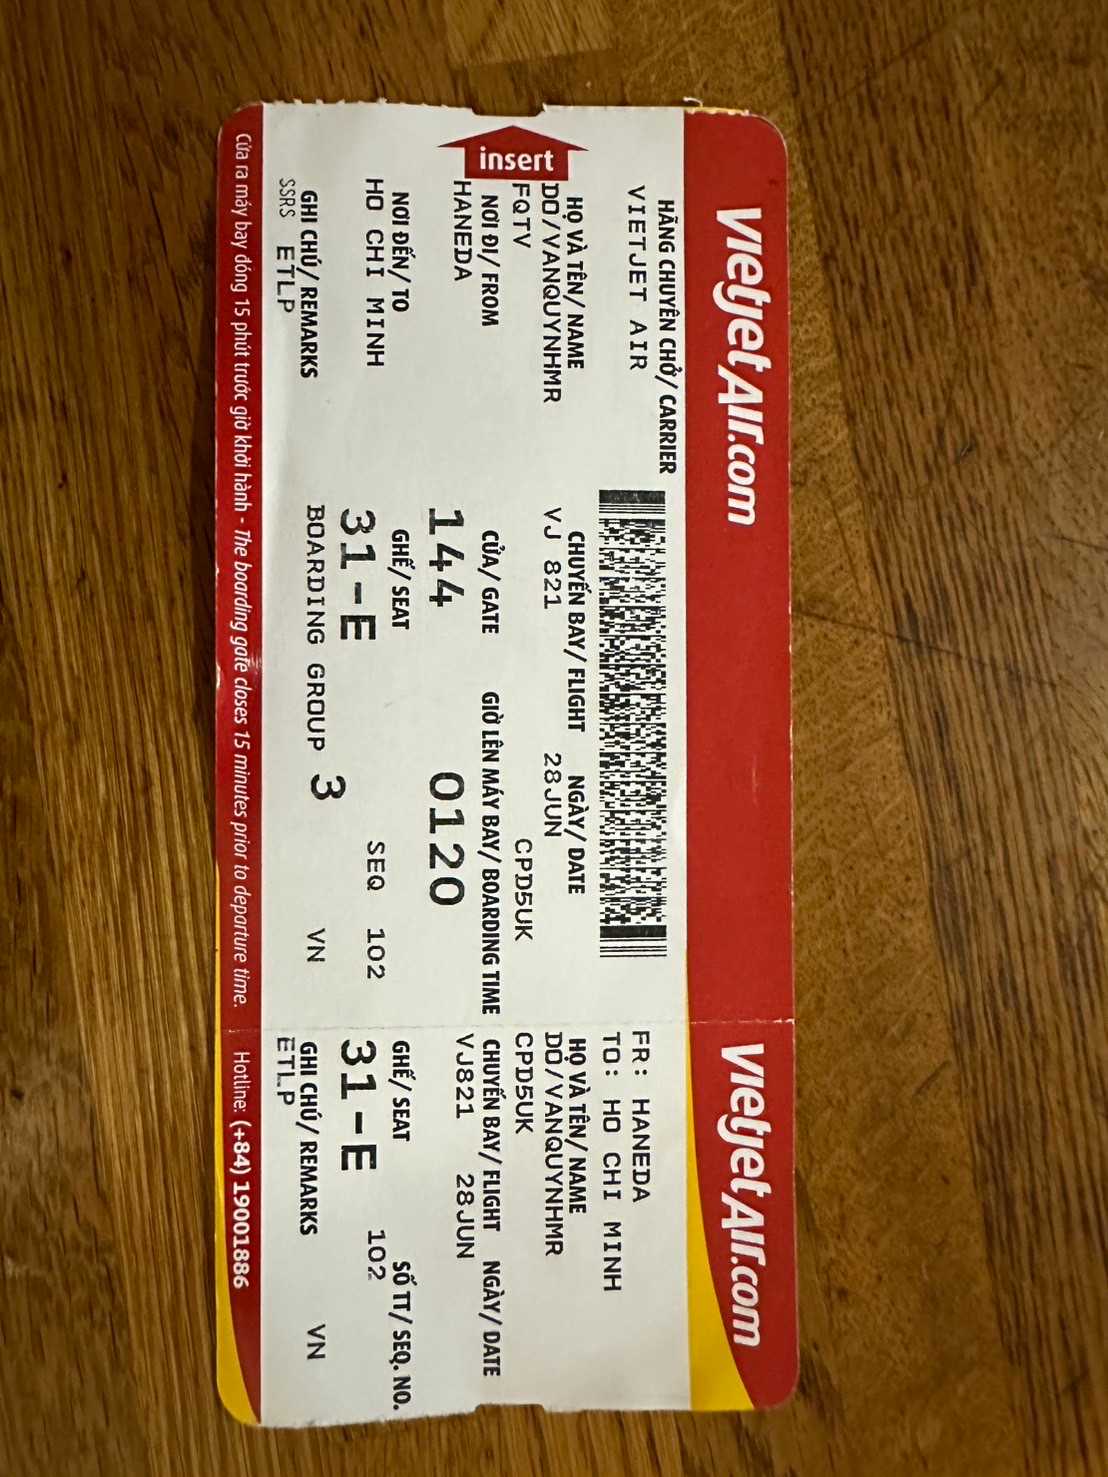 vietjetAir.com
HÃNG CHUYÊN CHỞ/ CARRIER
VIETJET AIR
insert
HỌ VÀ TÊN/ NAME
DO/VANQUYNHMR
FQTV
NƠI ĐI/ FROM
HANEDA
NƠI ĐẾN/ TO
HO CHI MINH
GHI CHÚ/ REMARKS
SSRS ETLP
CHUYẾN BAY/ FLIGHT NGÀY/ DATE
VJ 821 28JUN
CPD5UK
CỬA/ GATE GIỜ LÊN MÁY BAY/ BOARDING TIME
144 0120
GHẾ/ SEAT
31-E SEQ 102
BOARDING GROUP 3 VN
Cửa ra máy bay đóng 15 phút trước giờ khởi hành - The boarding gate closes 15 minutes prior to departure time.
vietjetAir.com
FR: HANEDA
TO: HO CHI MINH
HỌ VÀ TÊN/ NAME
DO/VANQUYNHMR
CPD5UK
CHUYẾN BAY/ FLIGHT NGÀY/ DATE
VJ821 28JUN
GHẾ/ SEAT SỐ TT/ SEQ. NO.
31-E 102
GHI CHÚ/ REMARKS VN
ETLP
Hotline: (+84) 19001886